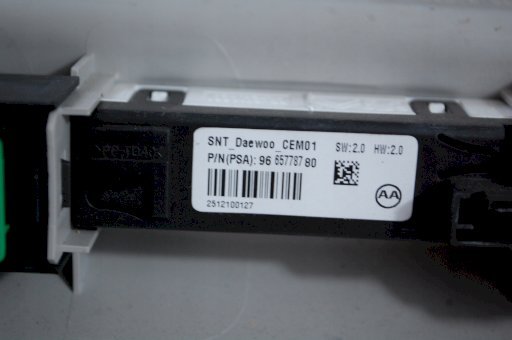 SNT_Daewoo_CEM01 SW:2.0 HW:2.0
P/N(PSA): 96 657787 80
2512100127
AA